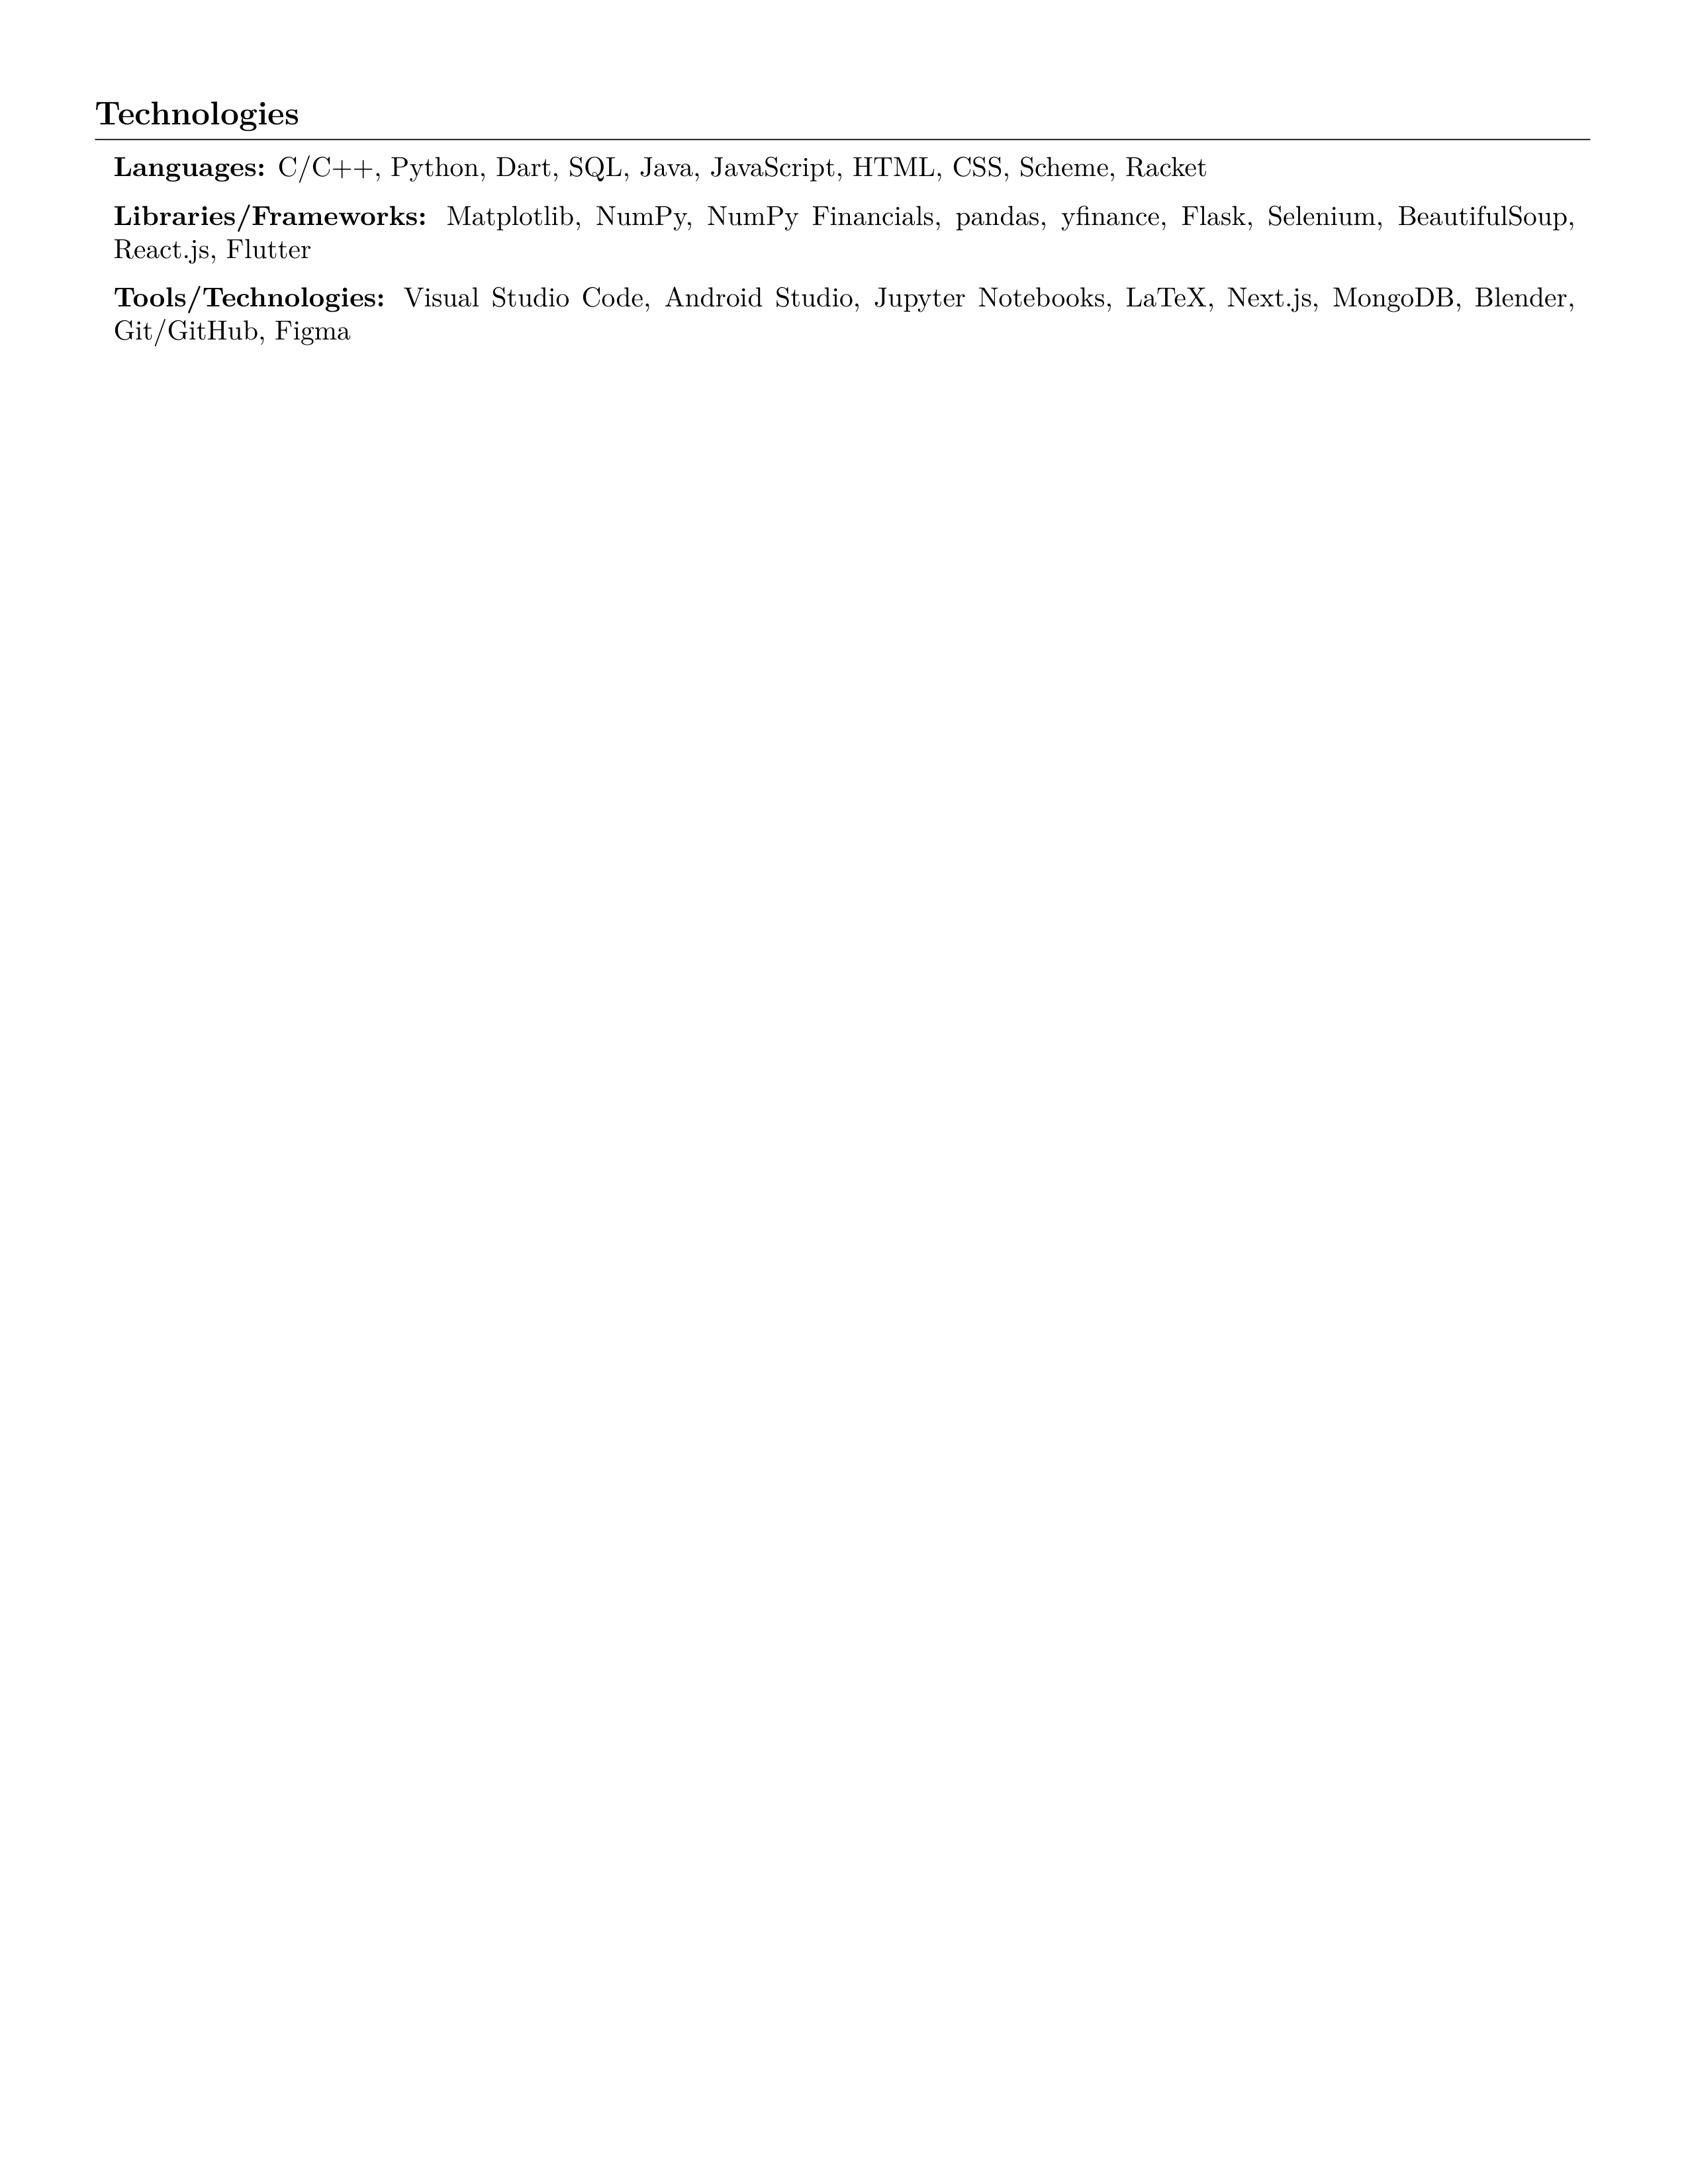 Technologies
Languages: C/C++, Python, Dart, SQL, Java, JavaScript, HTML, CSS, Scheme, Racket
Libraries/Frameworks: Matplotlib, NumPy, NumPy Financials, pandas, yfinance, Flask, Selenium, BeautifulSoup,
React.js, Flutter
Tools/Technologies: Visual Studio Code, Android Studio, Jupyter Notebooks, LaTeX, Next.js, MongoDB, Blender,
Git/GitHub, Figma